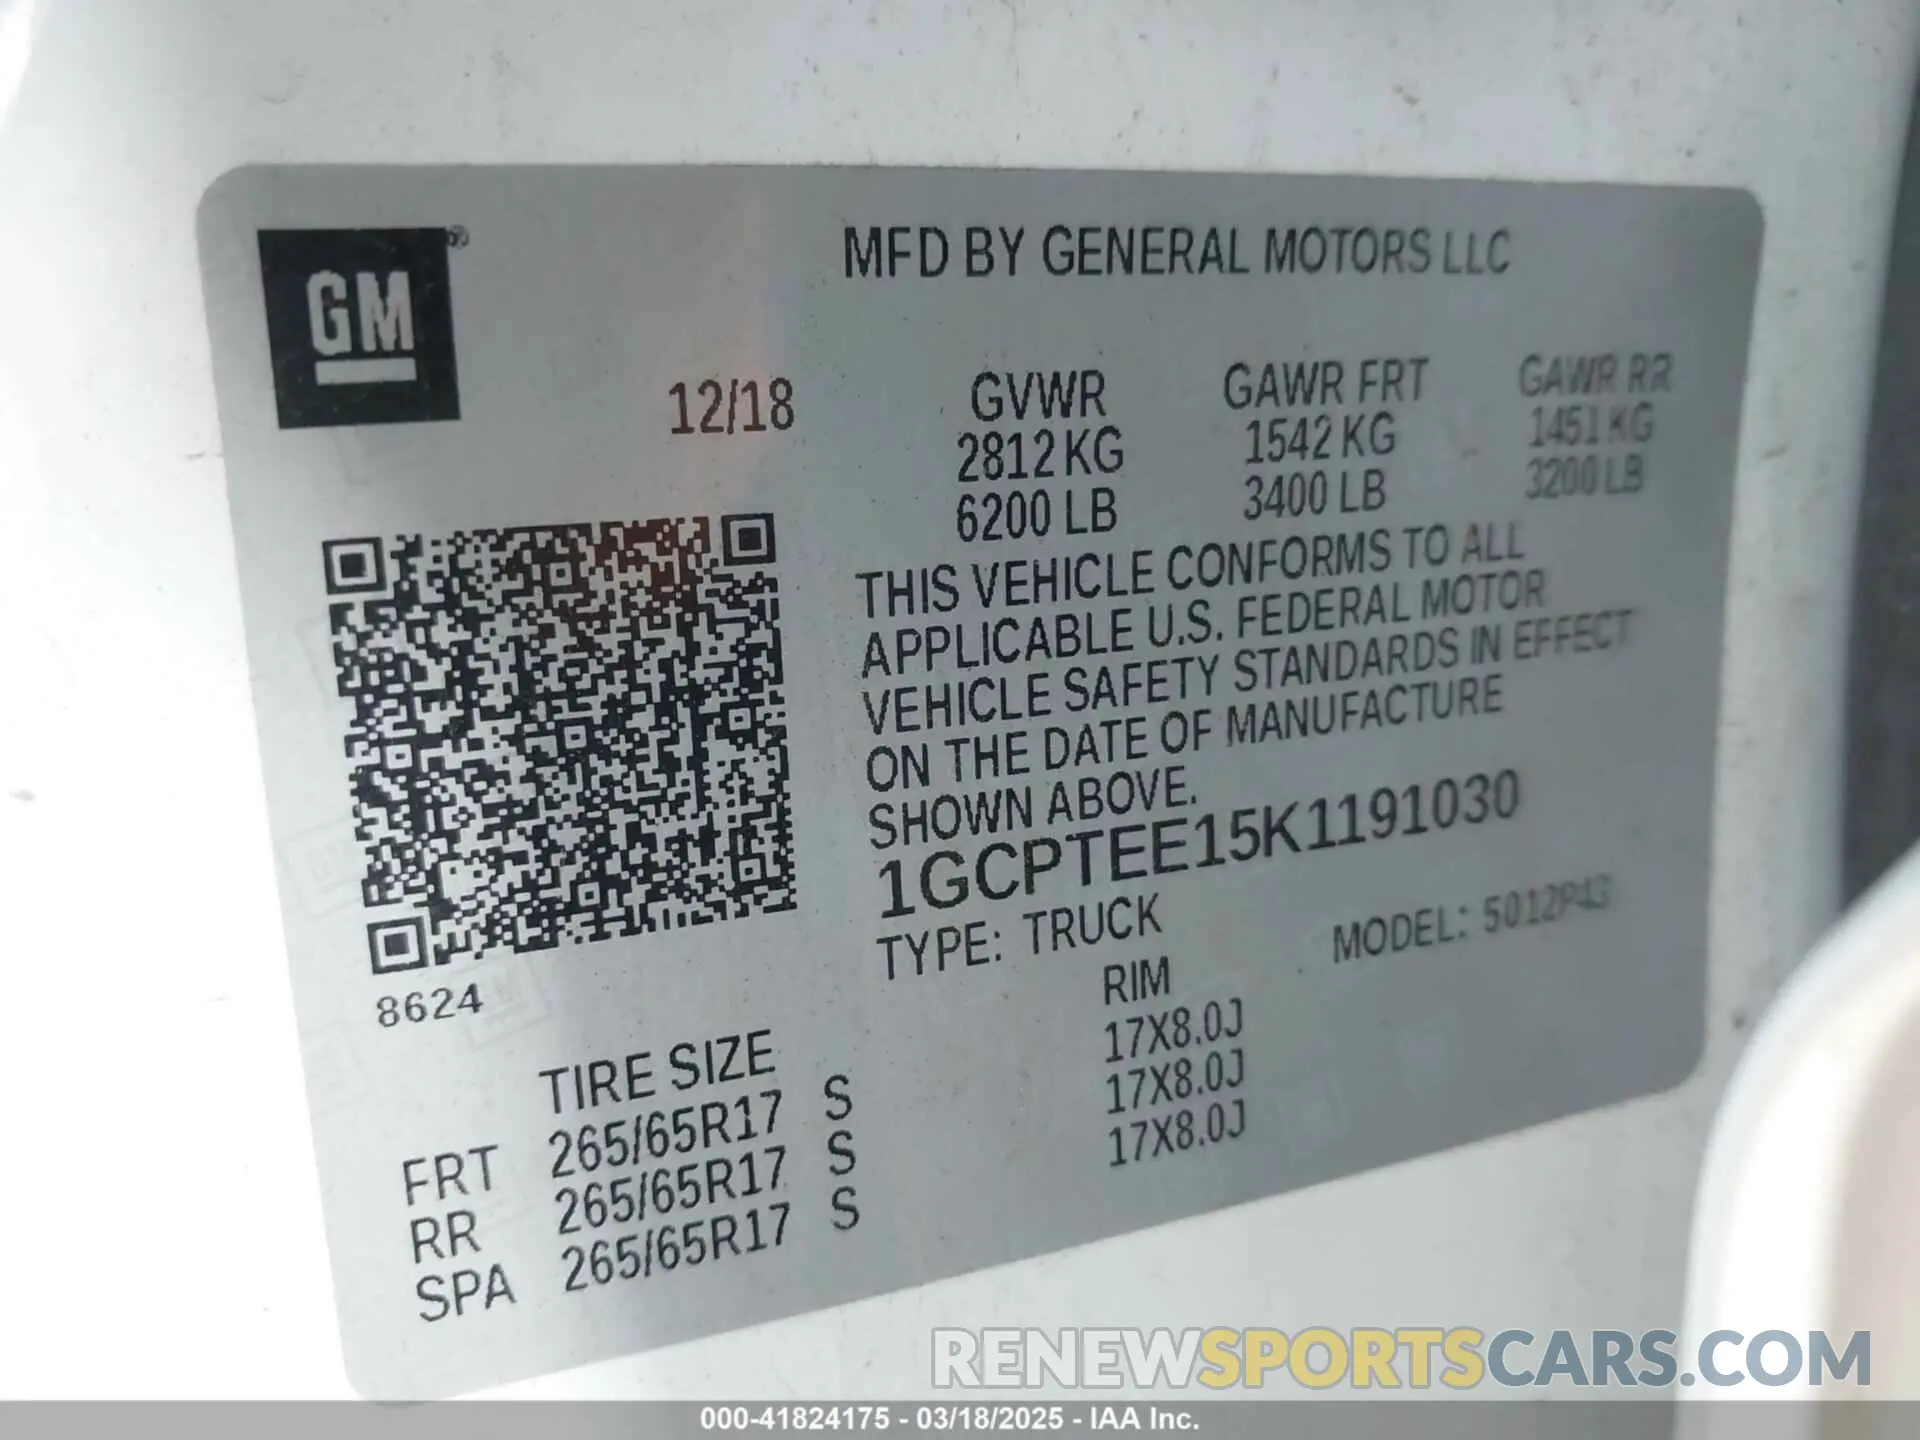 GM®
MFD BY GENERAL MOTORS LLC
12/18
GVWR GAWR FRT GAWR RR
2812 KG 1542 KG 1451 KG
6200 LB 3400 LB 3200 LB
THIS VEHICLE CONFORMS TO ALL
APPLICABLE U.S. FEDERAL MOTOR
VEHICLE SAFETY STANDARDS IN EFFECT
ON THE DATE OF MANUFACTURE
SHOWN ABOVE.
1GCPTEE15K1191030
TYPE: TRUCK MODEL: 5012P43
8624
TIRE SIZE RIM
FRT 265/65R17 S 17X8.0J
RR 265/65R17 S 17X8.0J
SPA 265/65R17 S 17X8.0J
RENEWSPORTSCARS.COM
000-41824175 - 03/18/2025 - IAA Inc.